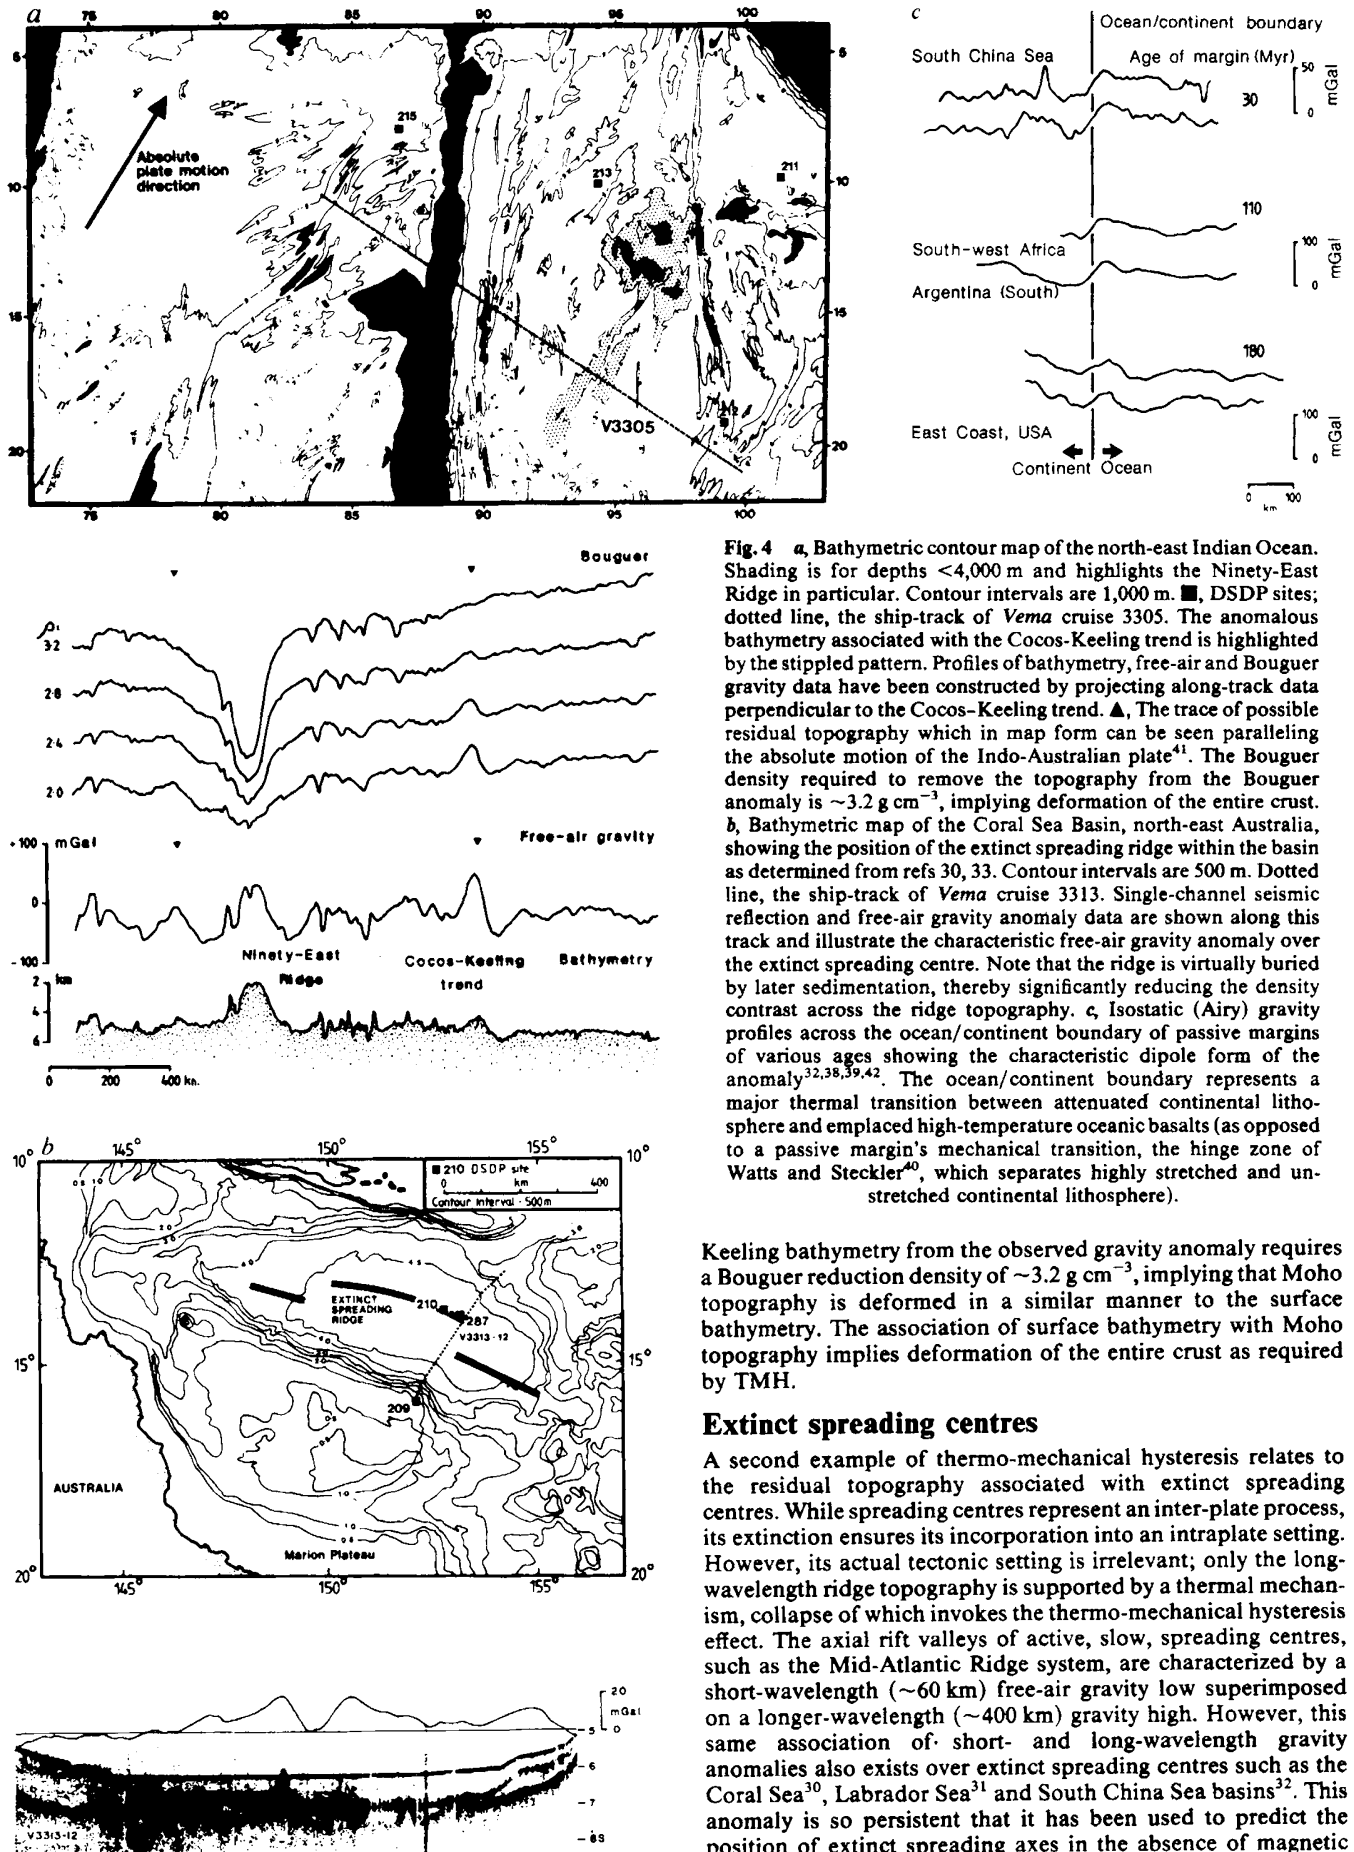 a
75 80 85 90 95 100
5 5
215
Absolute
plate motion
direction
213
211
10 10
15 15
V3305
20 20
75 80 85 90 95 100
c
Ocean/continent boundary
South China Sea
Age of margin (Myr)
50
mGal
0
30
110
South-west Africa
100
mGal
0
Argentina (South)
180
East Coast, USA
100
mGal
0
Continent Ocean
0 100
km
Bouguer
3·2
2·8
2·4
2·0
Free-air gravity
+100 mGal
0
-100
Ninety-East
Ridge
Cocos-Keeling
trend
Bathymetry
2 km
4
6
0 200 400 km.
Fig. 4 a, Bathymetric contour map of the north-east Indian Ocean.
Shading is for depths <4,000 m and highlights the Ninety-East
Ridge in particular. Contour intervals are 1,000 m. ■, DSDP sites;
dotted line, the ship-track of Vema cruise 3305. The anomalous
bathymetry associated with the Cocos-Keeling trend is highlighted
by the stippled pattern. Profiles of bathymetry, free-air and Bouguer
gravity data have been constructed by projecting along-track data
perpendicular to the Cocos–Keeling trend. ▲, The trace of possible
residual topography which in map form can be seen paralleling
the absolute motion of the Indo-Australian plate⁴¹. The Bouguer
density required to remove the topography from the Bouguer
anomaly is ~3.2 g cm⁻³, implying deformation of the entire crust.
b, Bathymetric map of the Coral Sea Basin, north-east Australia,
showing the position of the extinct spreading ridge within the basin
as determined from refs 30, 33. Contour intervals are 500 m. Dotted
line, the ship-track of Vema cruise 3313. Single-channel seismic
reflection and free-air gravity anomaly data are shown along this
track and illustrate the characteristic free-air gravity anomaly over
the extinct spreading centre. Note that the ridge is virtually buried
by later sedimentation, thereby significantly reducing the density
contrast across the ridge topography. c, Isostatic (Airy) gravity
profiles across the ocean/continent boundary of passive margins
of various ages showing the characteristic dipole form of the
anomaly³²,³⁸,³⁹,⁴². The ocean/continent boundary represents a
major thermal transition between attenuated continental litho-
sphere and emplaced high-temperature oceanic basalts (as opposed
to a passive margin's mechanical transition, the hinge zone of
Watts and Steckler⁴⁰, which separates highly stretched and un-
stretched continental lithosphere).
b
145° 150° 155°
10° 10°
■210 DSDP site
0 km 400
Contour Interval · 500m
EXTINCT
SPREADING
RIDGE
210
287
V3313·12
15° 15°
209
AUSTRALIA
Marion Plateau
20° 20°
145° 150° 155°
20
mGal
0
5
6
7
8S
V3313-12
Keeling bathymetry from the observed gravity anomaly requires
a Bouguer reduction density of ~3.2 g cm⁻³, implying that Moho
topography is deformed in a similar manner to the surface
bathymetry. The association of surface bathymetry with Moho
topography implies deformation of the entire crust as required
by TMH.
Extinct spreading centres
A second example of thermo-mechanical hysteresis relates to
the residual topography associated with extinct spreading
centres. While spreading centres represent an inter-plate process,
its extinction ensures its incorporation into an intraplate setting.
However, its actual tectonic setting is irrelevant; only the long-
wavelength ridge topography is supported by a thermal mechan-
ism, collapse of which invokes the thermo-mechanical hysteresis
effect. The axial rift valleys of active, slow, spreading centres,
such as the Mid-Atlantic Ridge system, are characterized by a
short-wavelength (~60 km) free-air gravity low superimposed
on a longer-wavelength (~400 km) gravity high. However, this
same association of short- and long-wavelength gravity
anomalies also exists over extinct spreading centres such as the
Coral Sea³⁰, Labrador Sea³¹ and South China Sea basins³². This
anomaly is so persistent that it has been used to predict the
position of extinct spreading axes in the absence of magnetic